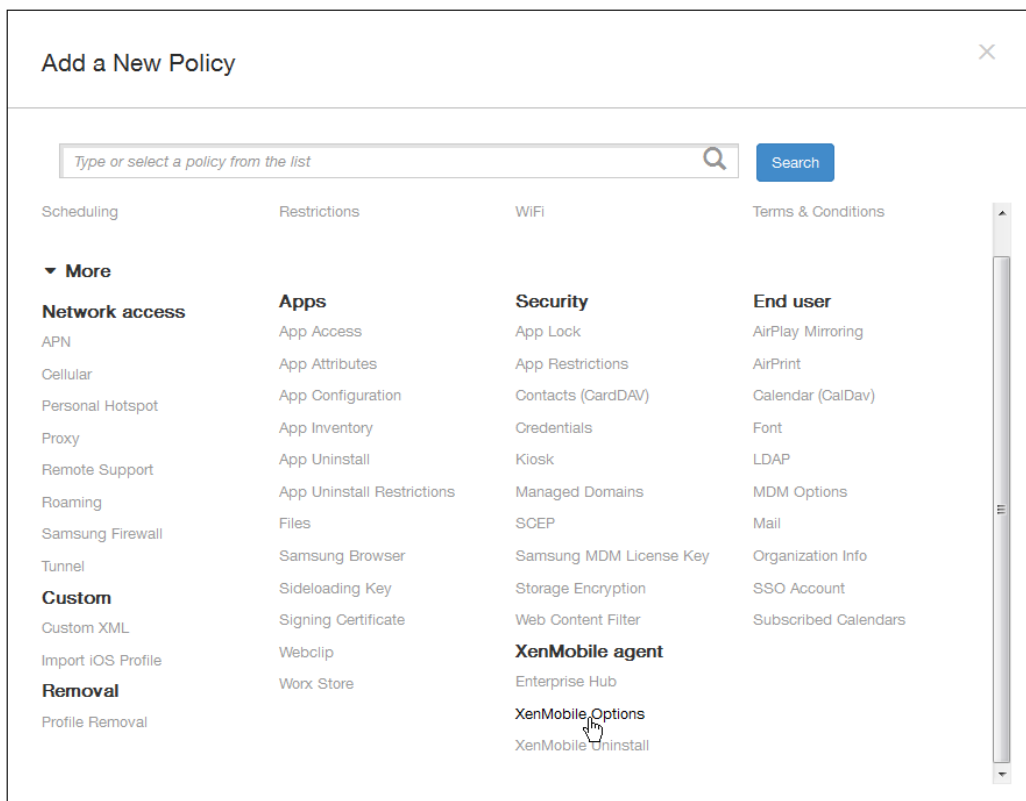 Add a New Policy
Type or select a policy from the list
Search
Scheduling
Restrictions
WiFi
Terms & Conditions
More
Network access
APN
Cellular
Personal Hotspot
Proxy
Remote Support
Roaming
Samsung Firewall
Tunnel
Custom
Custom XML
Import iOS Profile
Removal
Profile Removal
Apps
App Access
App Attributes
App Configuration
App Inventory
App Uninstall
App Uninstall Restrictions
Files
Samsung Browser
Sideloading Key
Signing Certificate
Webclip
Worx Store
Security
App Lock
App Restrictions
Contacts (CardDAV)
Credentials
Kiosk
Managed Domains
SCEP
Samsung MDM License Key
Storage Encryption
Web Content Filter
XenMobile agent
Enterprise Hub
XenMobile Options
XenMobile Uninstall
End user
AirPlay Mirroring
AirPrint
Calendar (CalDav)
Font
LDAP
MDM Options
Mail
Organization Info
SSO Account
Subscribed Calendars